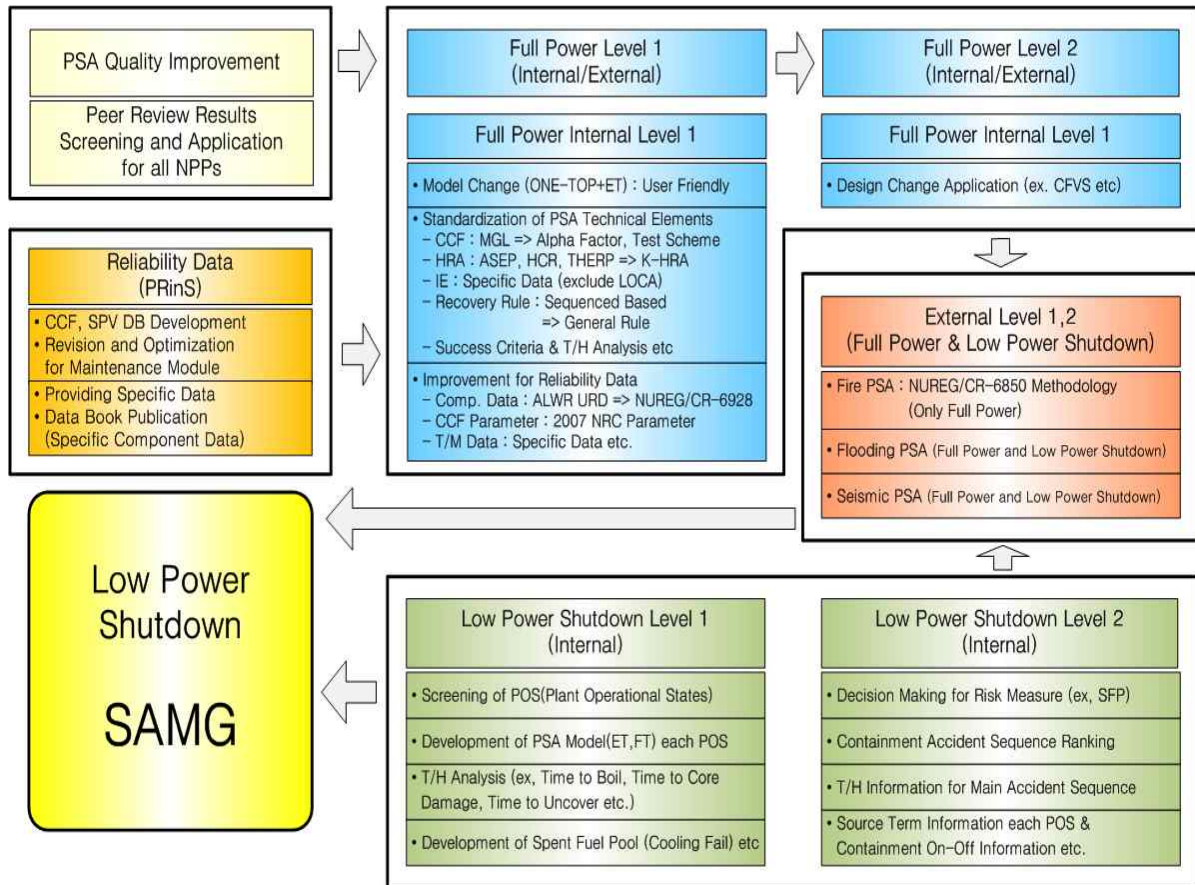 PSA Quality Improvement
Peer Review Results
Screening and Application
for all NPPs
Full Power Level 1
(Internal/External)
Full Power Internal Level 1
• Model Change (ONE-TOP+ET) : User Friendly
• Standardization of PSA Technical Elements
– CCF : MGL => Alpha Factor, Test Scheme
– HRA : ASEP, HCR, THERP => K-HRA
– IE : Specific Data (exclude LOCA)
– Recovery Rule : Sequenced Based
=> General Rule
– Success Criteria & T/H Analysis etc
• Improvement for Reliability Data
– Comp. Data : ALWR URD => NUREG/CR-6928
– CCF Parameter : 2007 NRC Parameter
– T/M Data : Specific Data etc.
Full Power Level 2
(Internal/External)
Full Power Internal Level 1
• Design Change Application (ex. CFVS etc)
Reliability Data
(PRinS)
• CCF, SPV DB Development
• Revision and Optimization
for Maintenance Module
• Providing Specific Data
• Data Book Publication
(Specific Component Data)
External Level 1,2
(Full Power & Low Power Shutdown)
• Fire PSA : NUREG/CR-6850 Methodology
(Only Full Power)
• Flooding PSA (Full Power and Low Power Shutdown)
• Seismic PSA (Full Power and Low Power Shutdown)
Low Power
Shutdown
SAMG
Low Power Shutdown Level 1
(Internal)
• Screening of POS(Plant Operational States)
• Development of PSA Model(ET,FT) each POS
• T/H Analysis (ex, Time to Boil, Time to Core
Damage, Time to Uncover etc.)
• Development of Spent Fuel Pool (Cooling Fail) etc
Low Power Shutdown Level 2
(Internal)
• Decision Making for Risk Measure (ex, SFP)
• Containment Accident Sequence Ranking
• T/H Information for Main Accident Sequence
• Source Term Information each POS &
Containment On-Off Information etc.